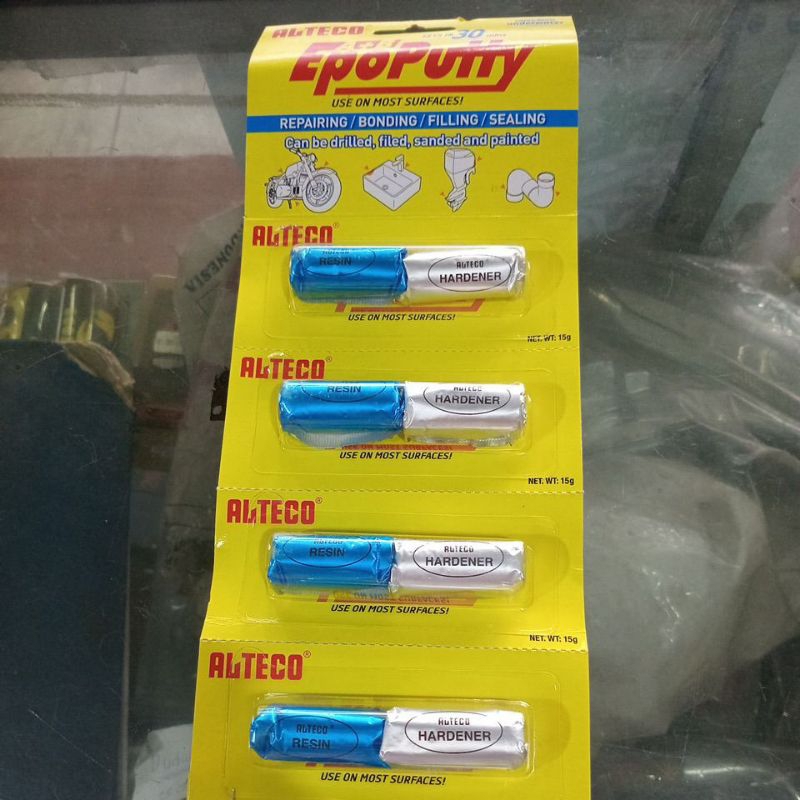 ALTECO
30
EpoPutty
USE ON MOST SURFACES!
REPAIRING / BONDING / FILLING / SEALING
Can be drilled, filed, sanded and painted
ALTECO®
ALTECO
RESIN
ALTECO
HARDENER
USE ON MOST SURFACES!
NET. WT: 15g
ALTECO®
RESIN
ALTECO
HARDENER
USE ON MOST SURFACES!
NET. WT: 15g
ALTECO®
ALTECO
RESIN
ALTECO
HARDENER
USE ON MOST SURFACES!
NET. WT: 15g
ALTECO®
ALTECO
RESIN
ALTECO
HARDENER
USE ON MOST SURFACES!